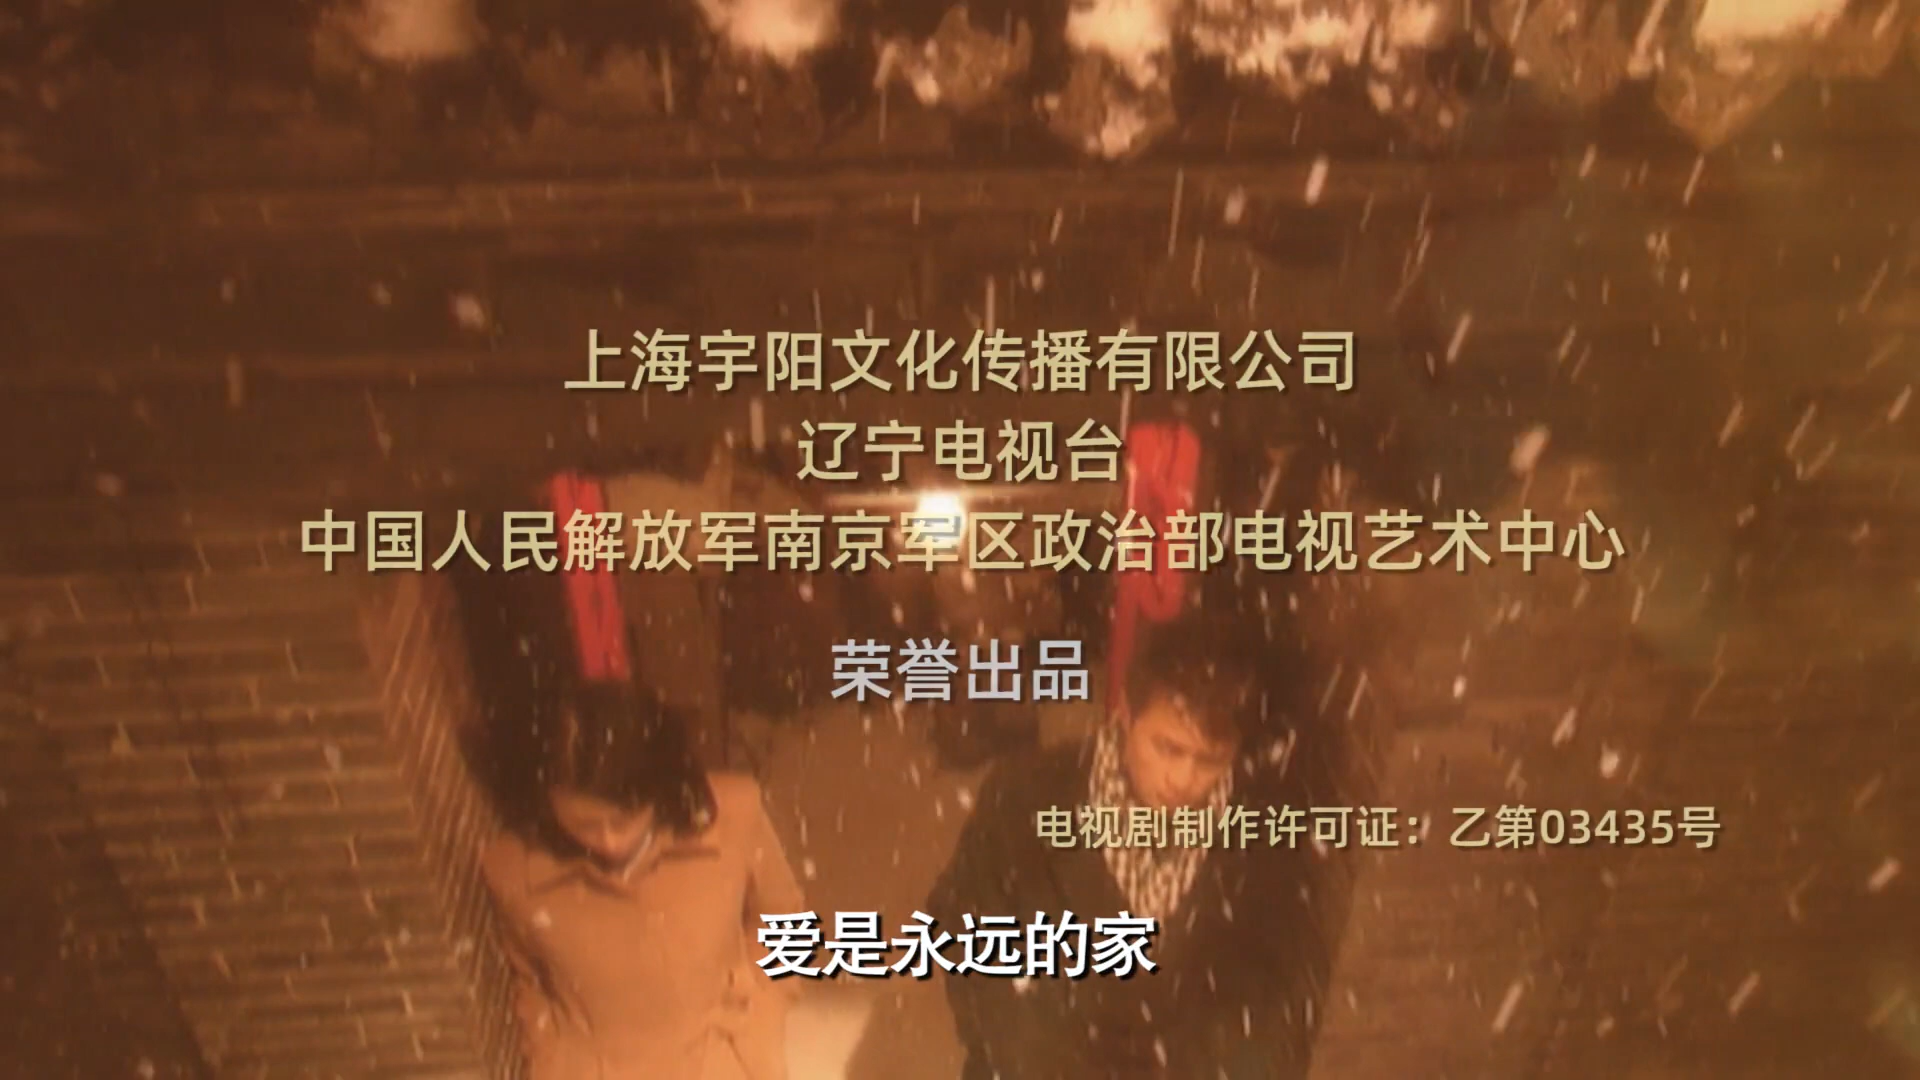 上海宇阳文化传播有限公司
辽宁电视台
中国人民解放军南京军区政治部电视艺术中心
荣誉出品
电视剧制作许可证：乙第03435号
爱是永远的家